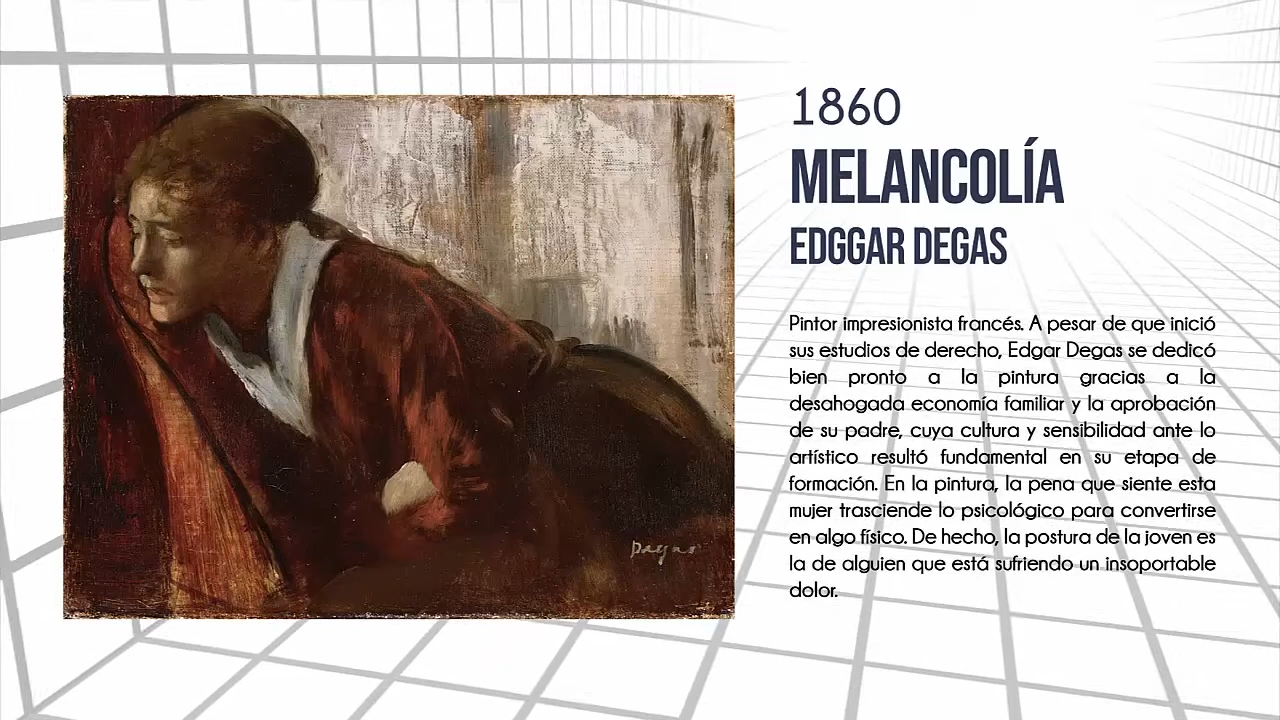 1860
MELANCOLÍA
EDGGAR DEGAS
Pintor impresionista francés. A pesar de que inició
sus estudios de derecho, Edgar Degas se dedicó
bien pronto a la pintura gracias a la
desahogada economía familiar y la aprobación
de su padre, cuya cultura y sensibilidad ante lo
artístico resultó fundamental en su etapa de
formación. En la pintura, la pena que siente esta
mujer trasciende lo psicológico para convertirse
en algo físico. De hecho, la postura de la joven es
la de alguien que está sufriendo un insoportable
dolor.
Degas